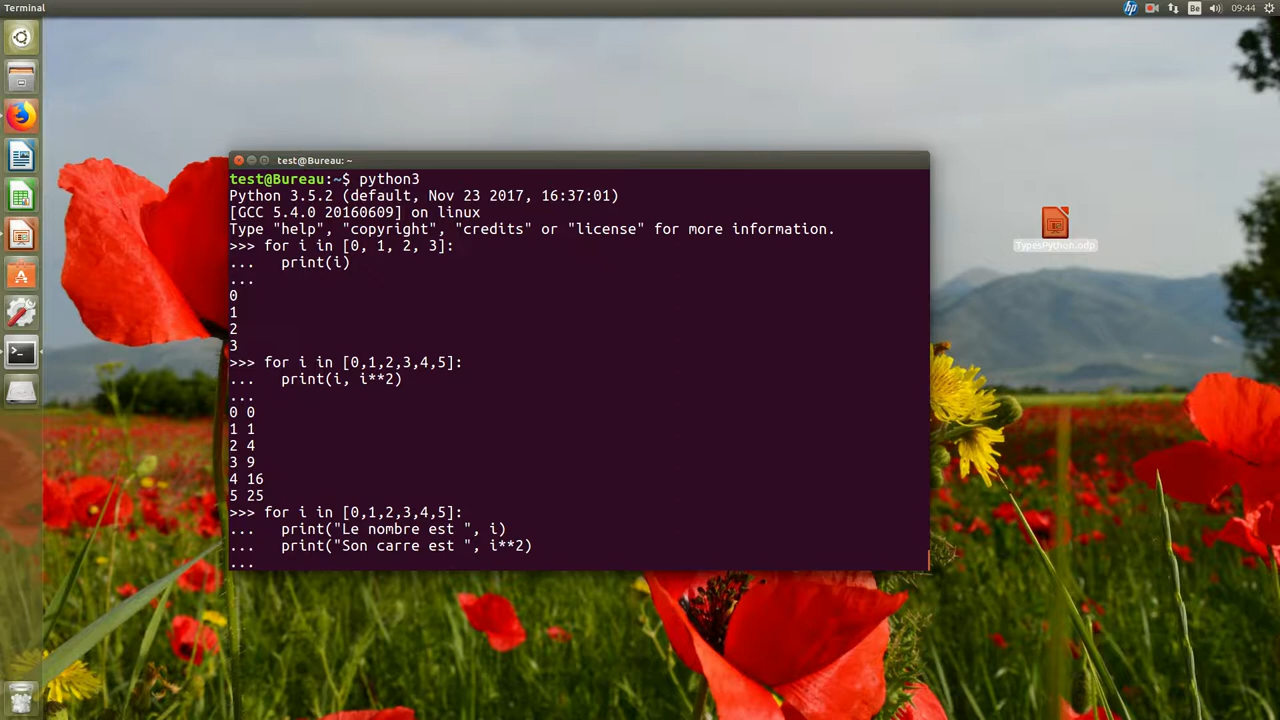 Terminal
hp
Be
09:44
test@Bureau: ~
test@Bureau:~$ python3
Python 3.5.2 (default, Nov 23 2017, 16:37:01)
[GCC 5.4.0 20160609] on linux
Type "help", "copyright", "credits" or "license" for more information.
>>> for i in [0, 1, 2, 3]:
...   print(i)
...
0
1
2
3
>>> for i in [0,1,2,3,4,5]:
...   print(i, i**2)
...
0 0
1 1
2 4
3 9
4 16
5 25
>>> for i in [0,1,2,3,4,5]:
...   print("Le nombre est ", i)
...   print("Son carre est ", i**2)
...
TypesPython.odp